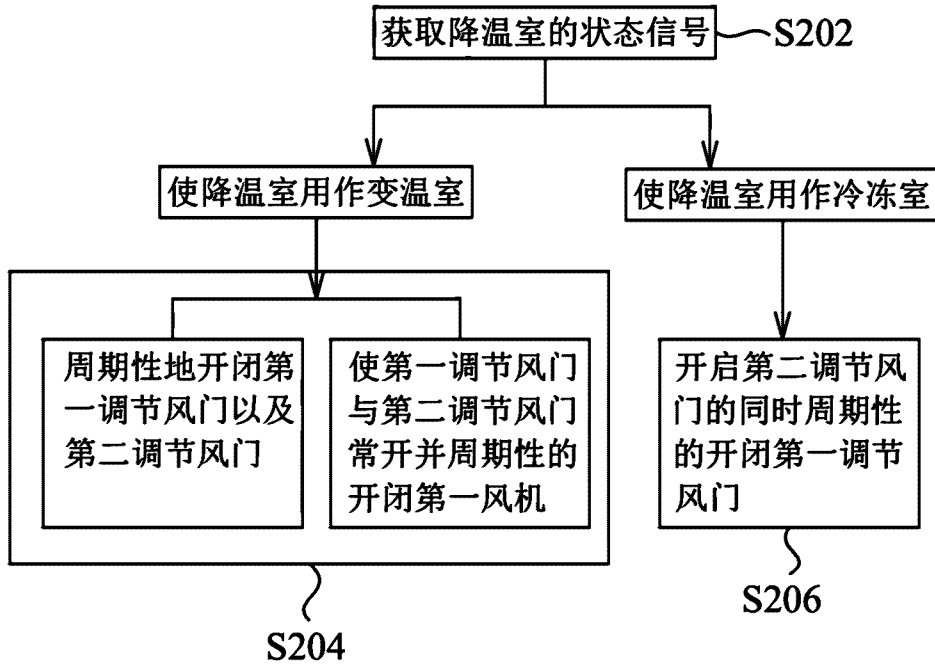 获取降温室的状态信号
S202
使降温室用作变温室
使降温室用作冷冻室
周期性地开闭第
一调节风门以及
第二调节风门
使第一调节风门
与第二调节风门
常开并周期性的
开闭第一风机
开启第二调节风
门的同时周期性
的开闭第一调节
风门
S204
S206